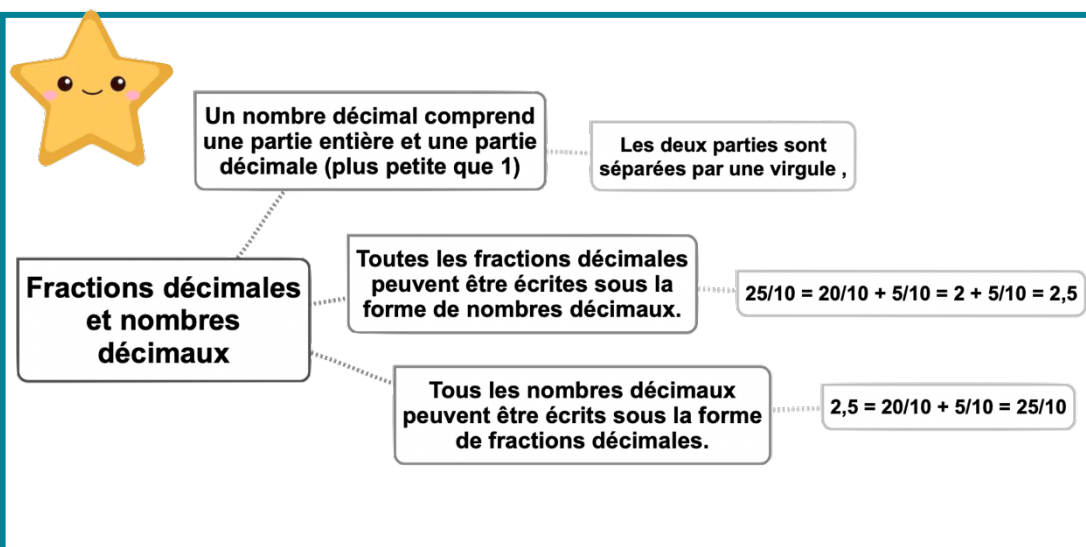 Un nombre décimal comprend
une partie entière et une partie
décimale (plus petite que 1)
Les deux parties sont
séparées par une virgule ,
Fractions décimales
et nombres
décimaux
Toutes les fractions décimales
peuvent être écrites sous la
forme de nombres décimaux.
25/10 = 20/10 + 5/10 = 2 + 5/10 = 2,5
Tous les nombres décimaux
peuvent être écrits sous la forme
de fractions décimales.
2,5 = 20/10 + 5/10 = 25/10